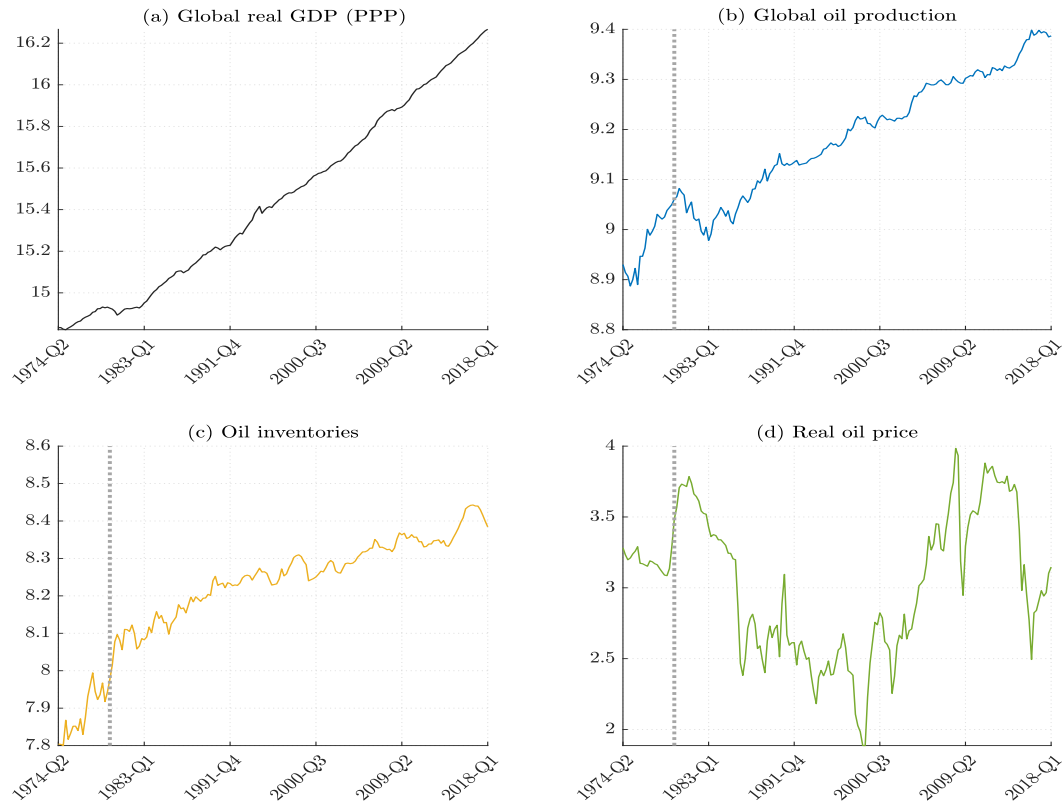 (a) Global real GDP (PPP)
16.2
16
15.8
15.6
15.4
15.2
15
1974-Q2
1983-Q1
1991-Q4
2000-Q3
2009-Q2
2018-Q1
(b) Global oil production
9.4
9.3
9.2
9.1
9
8.9
8.8
1974-Q2
1983-Q1
1991-Q4
2000-Q3
2009-Q2
2018-Q1
(c) Oil inventories
8.6
8.5
8.4
8.3
8.2
8.1
8
7.9
7.8
1974-Q2
1983-Q1
1991-Q4
2000-Q3
2009-Q2
2018-Q1
(d) Real oil price
4
3.5
3
2.5
2
1974-Q2
1983-Q1
1991-Q4
2000-Q3
2009-Q2
2018-Q1